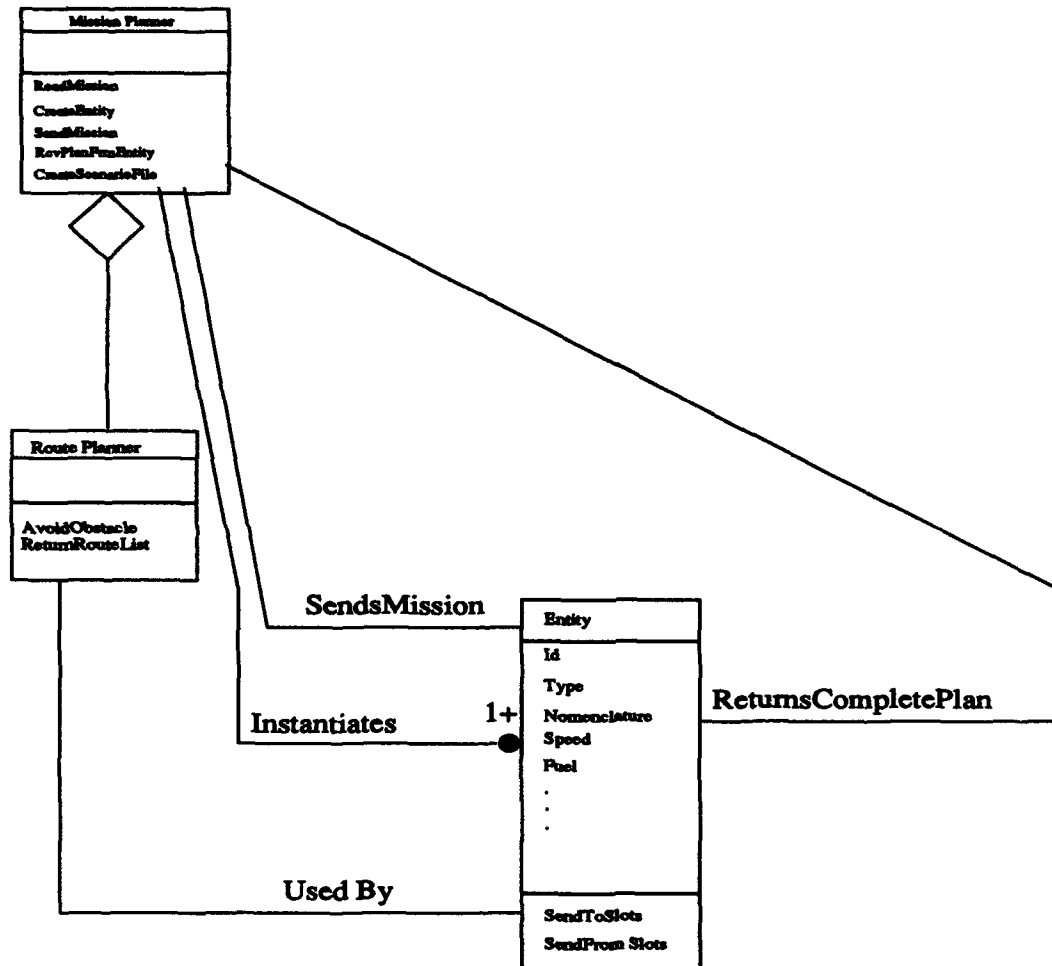 Mission Planner
ReadMission
CreateEntity
SendMission
RcvPlanFrmEntity
CreateScenarioFile
Route Planner
AvoidObstacle
ReturnRouteList
SendsMission
Instantiates
1+
Used By
Entity
Id
Type
Nomenclature
Speed
Fuel
.
.
.
SendToSlots
SendFrom Slots
ReturnsCompletePlan